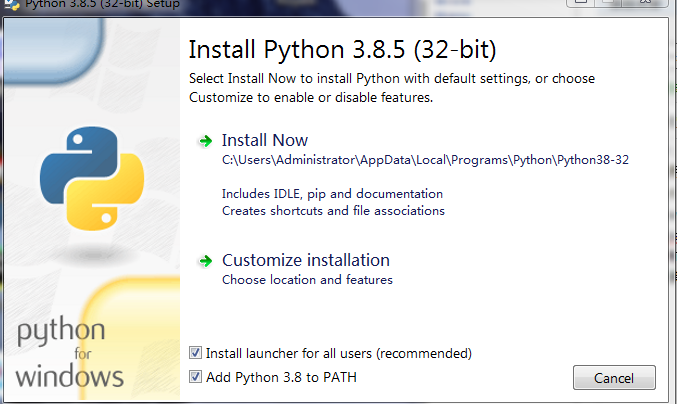 Python 3.8.5 (32-bit) Setup
Install Python 3.8.5 (32-bit)
Select Install Now to install Python with default settings, or choose
Customize to enable or disable features.
Install Now
C:\Users\Administrator\AppData\Local\Programs\Python\Python38-32
Includes IDLE, pip and documentation
Creates shortcuts and file associations
Customize installation
Choose location and features
python
for
windows
Install launcher for all users (recommended)
Add Python 3.8 to PATH
Cancel